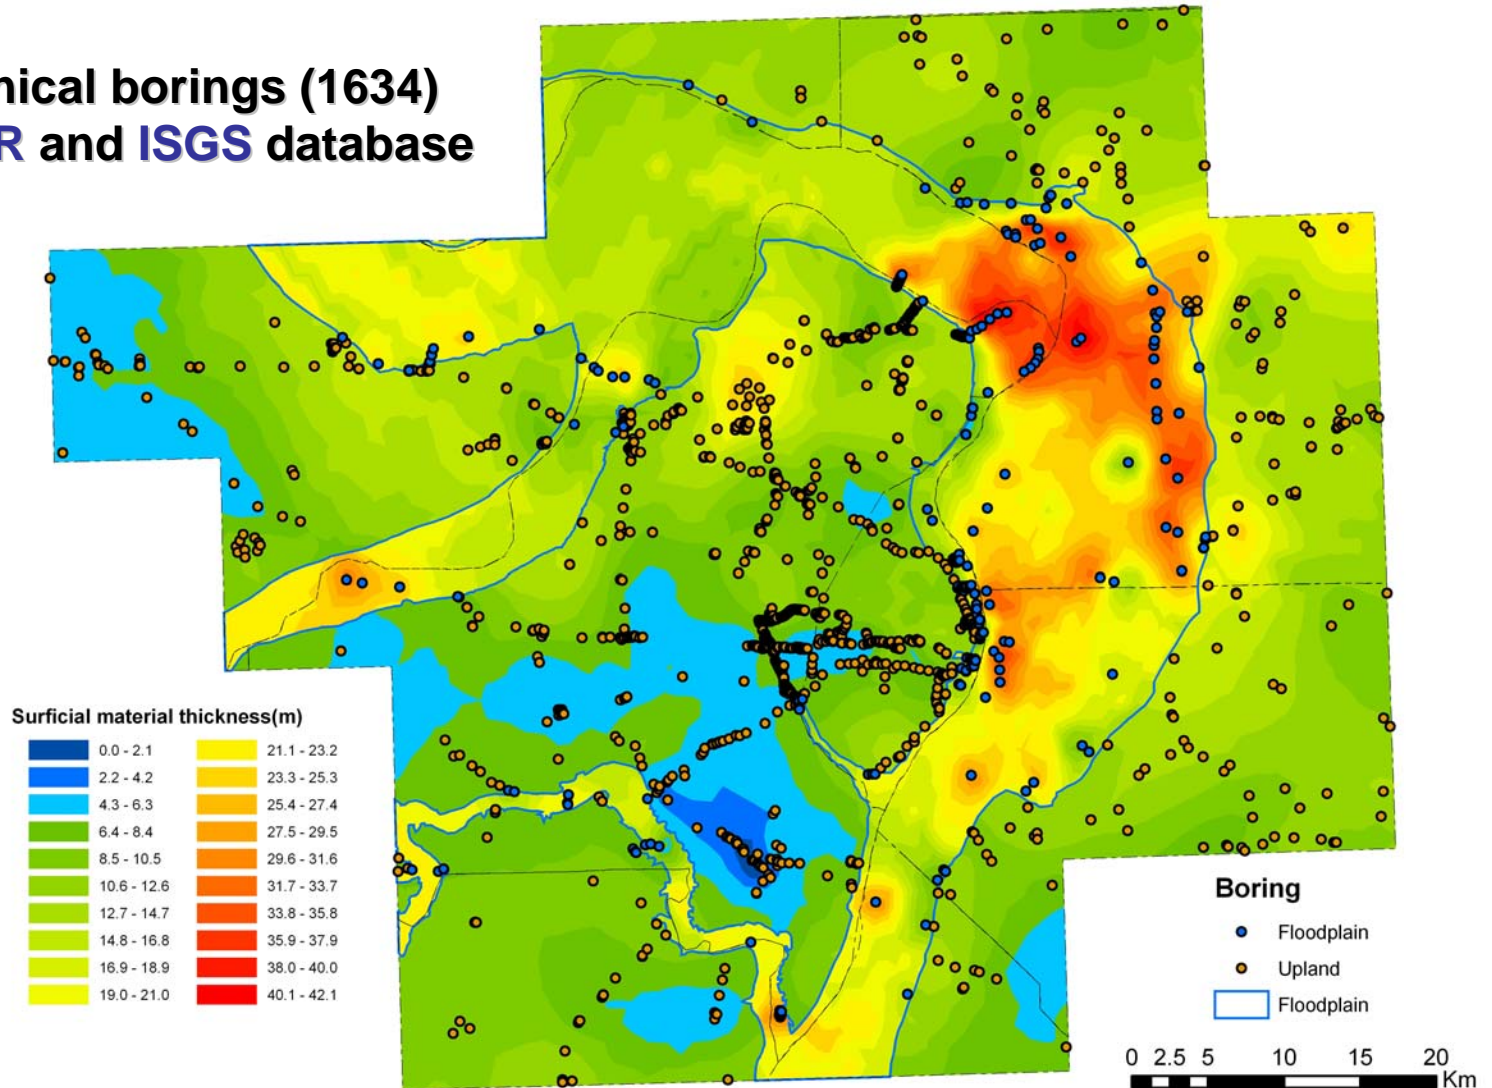 nical borings (1634)
R and ISGS database
Surficial material thickness(m)
0.0 - 2.1
2.2 - 4.2
4.3 - 6.3
6.4 - 8.4
8.5 - 10.5
10.6 - 12.6
12.7 - 14.7
14.8 - 16.8
16.9 - 18.9
19.0 - 21.0
21.1 - 23.2
23.3 - 25.3
25.4 - 27.4
27.5 - 29.5
29.6 - 31.6
31.7 - 33.7
33.8 - 35.8
35.9 - 37.9
38.0 - 40.0
40.1 - 42.1
Boring
Floodplain
Upland
Floodplain
0 2.5 5 10 15 20
Km